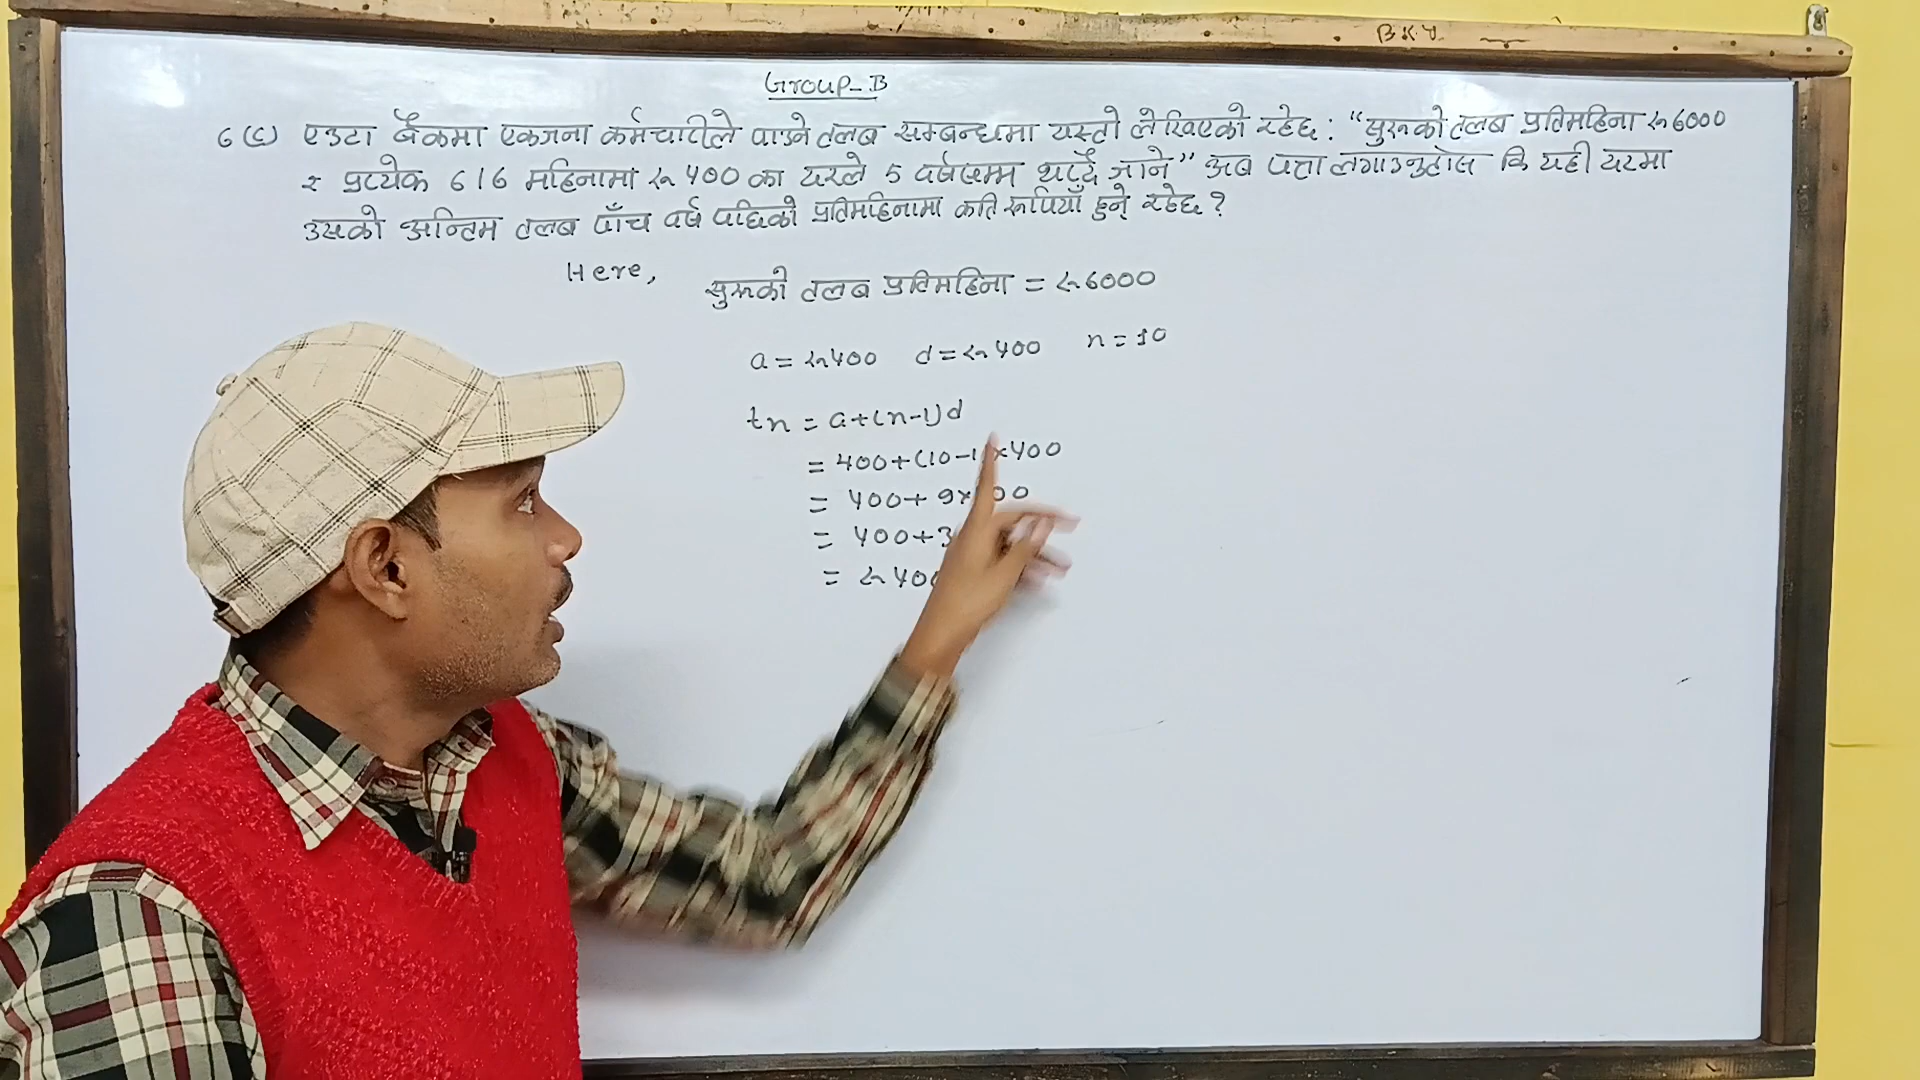 B.K.Y.
Group-B
6 (c) एउटा बैंकमा एकजना कर्मचारीले पाउने तलब सम्बन्धमा यस्तो लेखिएको रहेछ : "सुरूको तलब प्रतिमहिना रू 6000
र प्रत्येक 6/6 महिनामा रू 400 का दरले 5 वर्षसम्म थप्दै जाने" अब पत्ता लगाउनुहोस कि यही दरमा
उसको अन्तिम तलब पाँच वर्ष पछिको प्रतिमहिनामा कति रूपियाँ हुने रहेछ ?
Here,
सुरूको तलब प्रतिमहिना = रू 6000
a = रू 400 d = रू 400 n = 10
tn = a+(n-1)d
= 400+(10-1)×400
= 400+ 9×
= 400+3
= रू 400